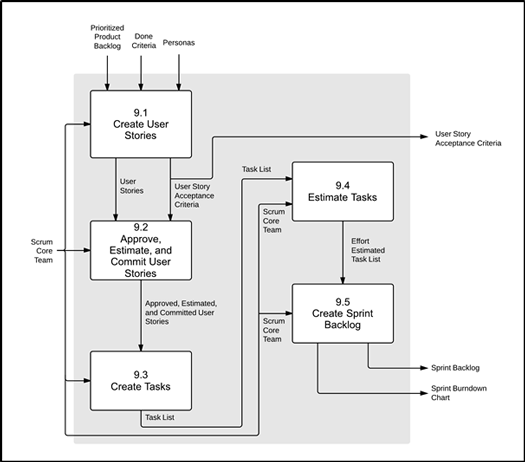 Prioritized
Product
Backlog
Done
Criteria
Personas
9.1
Create User
Stories
User Story
Acceptance Criteria
User
Stories
User Story
Acceptance
Criteria
Task List
9.4
Estimate Tasks
Scrum
Core
Team
9.2
Approve,
Estimate, and
Commit User
Stories
Scrum
Core
Team
Effort
Estimated
Task List
Approved, Estimated,
and Committed User
Stories
9.5
Create Sprint
Backlog
Scrum
Core
Team
9.3
Create Tasks
Sprint Backlog
Sprint Burndown
Chart
Task List